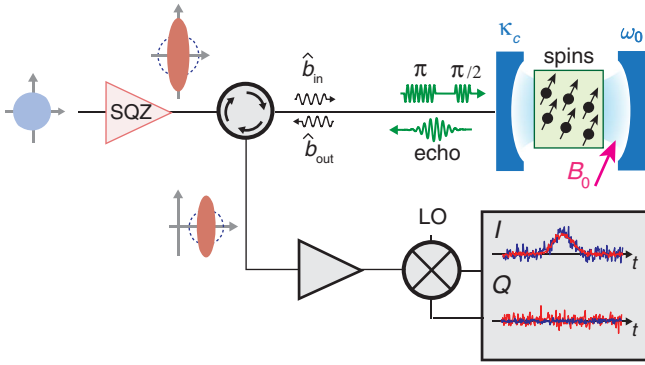 κc
ω0
spins
π
π/2
b̂in
SQZ
b̂out
echo
B0
LO
I
t
Q
t